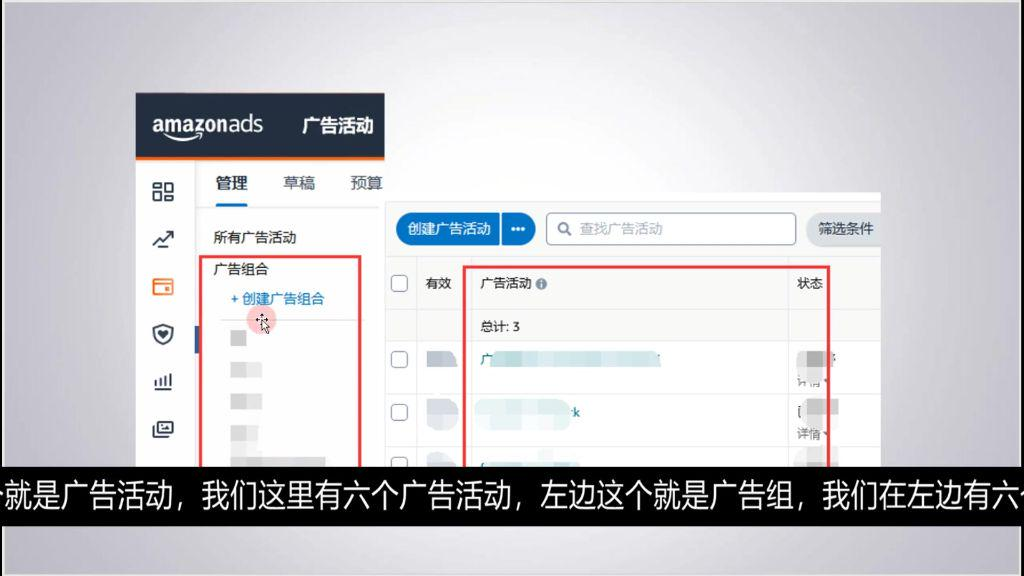 amazonads 广告活动
管理 草稿 预算
所有广告活动
广告组合
+ 创建广告组合
创建广告活动 ··· 查找广告活动 筛选条件
有效 广告活动 状态
总计: 3
广
详情
k
详情
就是广告活动，我们这里有六个广告活动，左边这个就是广告组，我们在左边有六